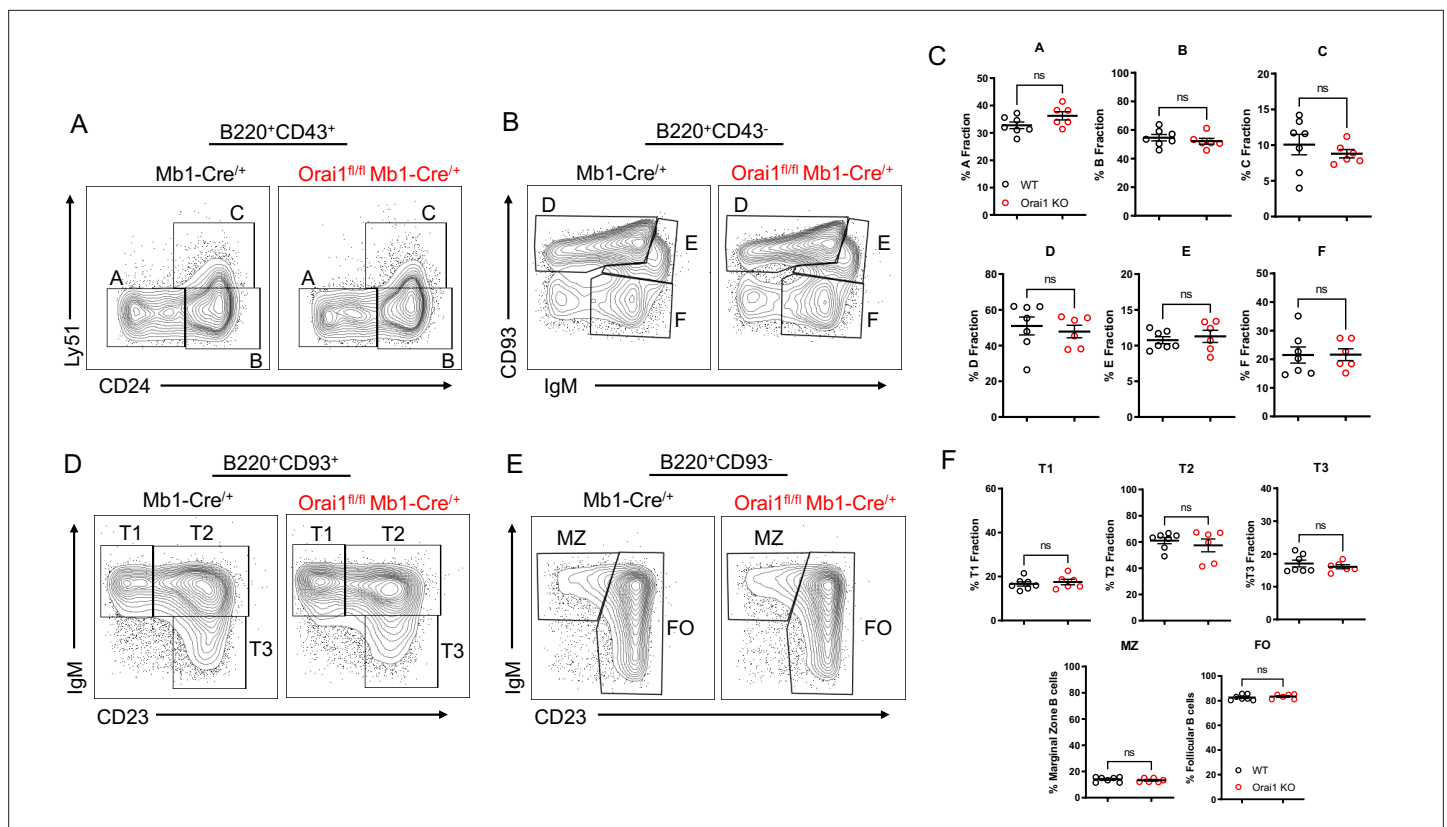 A
B220+CD43+
Mb1-Cre/+
Orai1fl/fl Mb1-Cre/+
C
A
B
C
A
B
Ly51
CD24
B
B220+CD43-
Mb1-Cre/+
Orai1fl/fl Mb1-Cre/+
D
E
F
D
E
F
CD93
IgM
C
A
% A Fraction
50
40
30
20
10
0
ns
WT
Orai1 KO
B
% B Fraction
100
80
60
40
20
0
ns
C
% C Fraction
20
15
10
5
0
ns
D
% D Fraction
100
80
60
40
20
0
ns
E
% E Fraction
20
15
10
5
0
ns
F
% F Fraction
50
40
30
20
10
0
ns
D
B220+CD93+
Mb1-Cre/+
Orai1fl/fl Mb1-Cre/+
T1
T2
T3
T1
T2
T3
IgM
CD23
E
B220+CD93-
Mb1-Cre/+
Orai1fl/fl Mb1-Cre/+
MZ
FO
MZ
FO
IgM
CD23
F
T1
% T1 Fraction
60
40
20
0
ns
T2
% T2 Fraction
100
80
60
40
20
0
ns
T3
%T3 Fraction
40
30
20
10
0
ns
MZ
% Marginal Zone B cells
100
80
60
40
20
0
ns
FO
% Follicular B cells
100
80
60
40
20
0
ns
WT
Orai1 KO